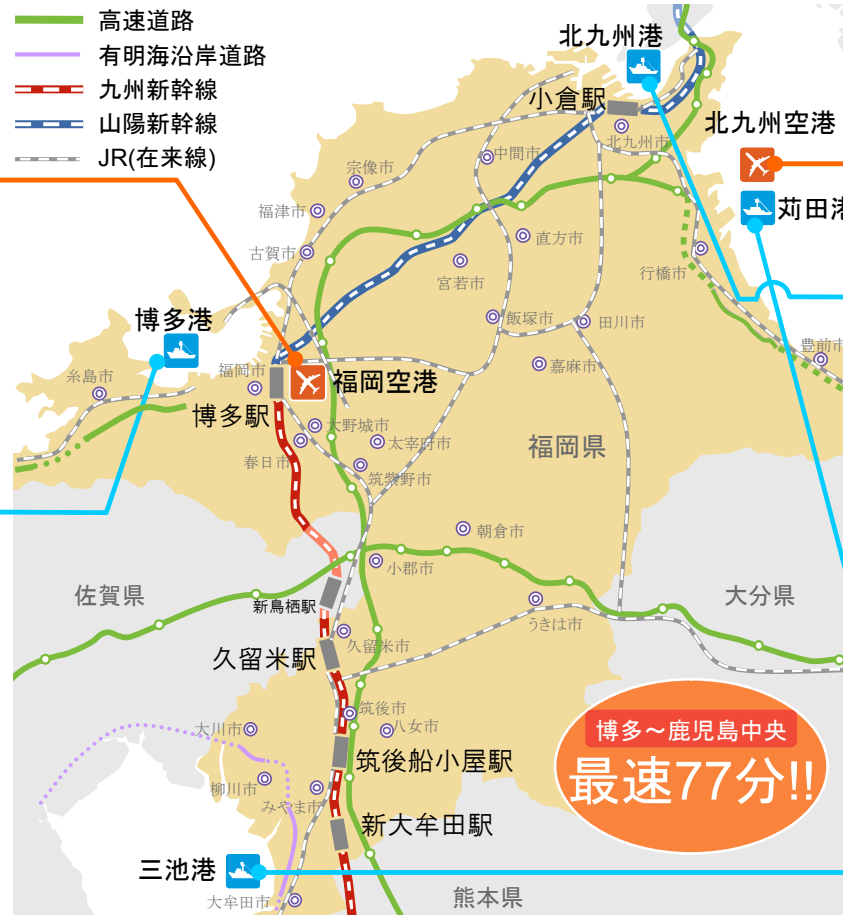 高速道路
有明海沿岸道路
九州新幹線
山陽新幹線
JR(在来線)
北九州港
小倉駅
北九州市
北九州空港
中間市
宗像市
苅田港
福津市
直方市
古賀市
宮若市
行橋市
博多港
飯塚市
田川市
豊前市
糸島市
福岡市
福岡空港
嘉麻市
博多駅
大野城市
太宰府市
福岡県
春日市
筑紫野市
朝倉市
小郡市
佐賀県
新鳥栖駅
大分県
うきは市
久留米駅
久留米市
筑後市
大川市
八女市
博多~鹿児島中央
最速77分!!
筑後船小屋駅
柳川市
みやま市
新大牟田駅
三池港
大牟田市
熊本県